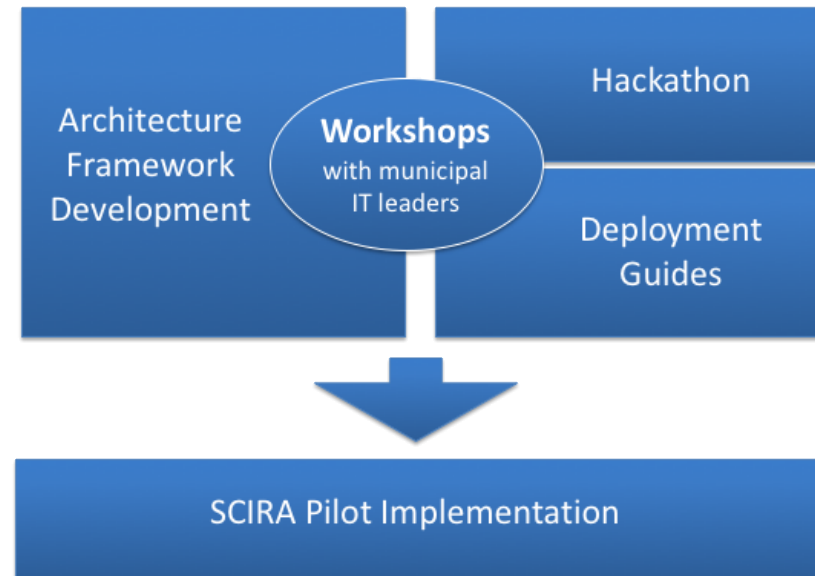 Architecture
Framework
Development
Workshops
with municipal
IT leaders
Hackathon
Deployment
Guides
SCIRA Pilot Implementation